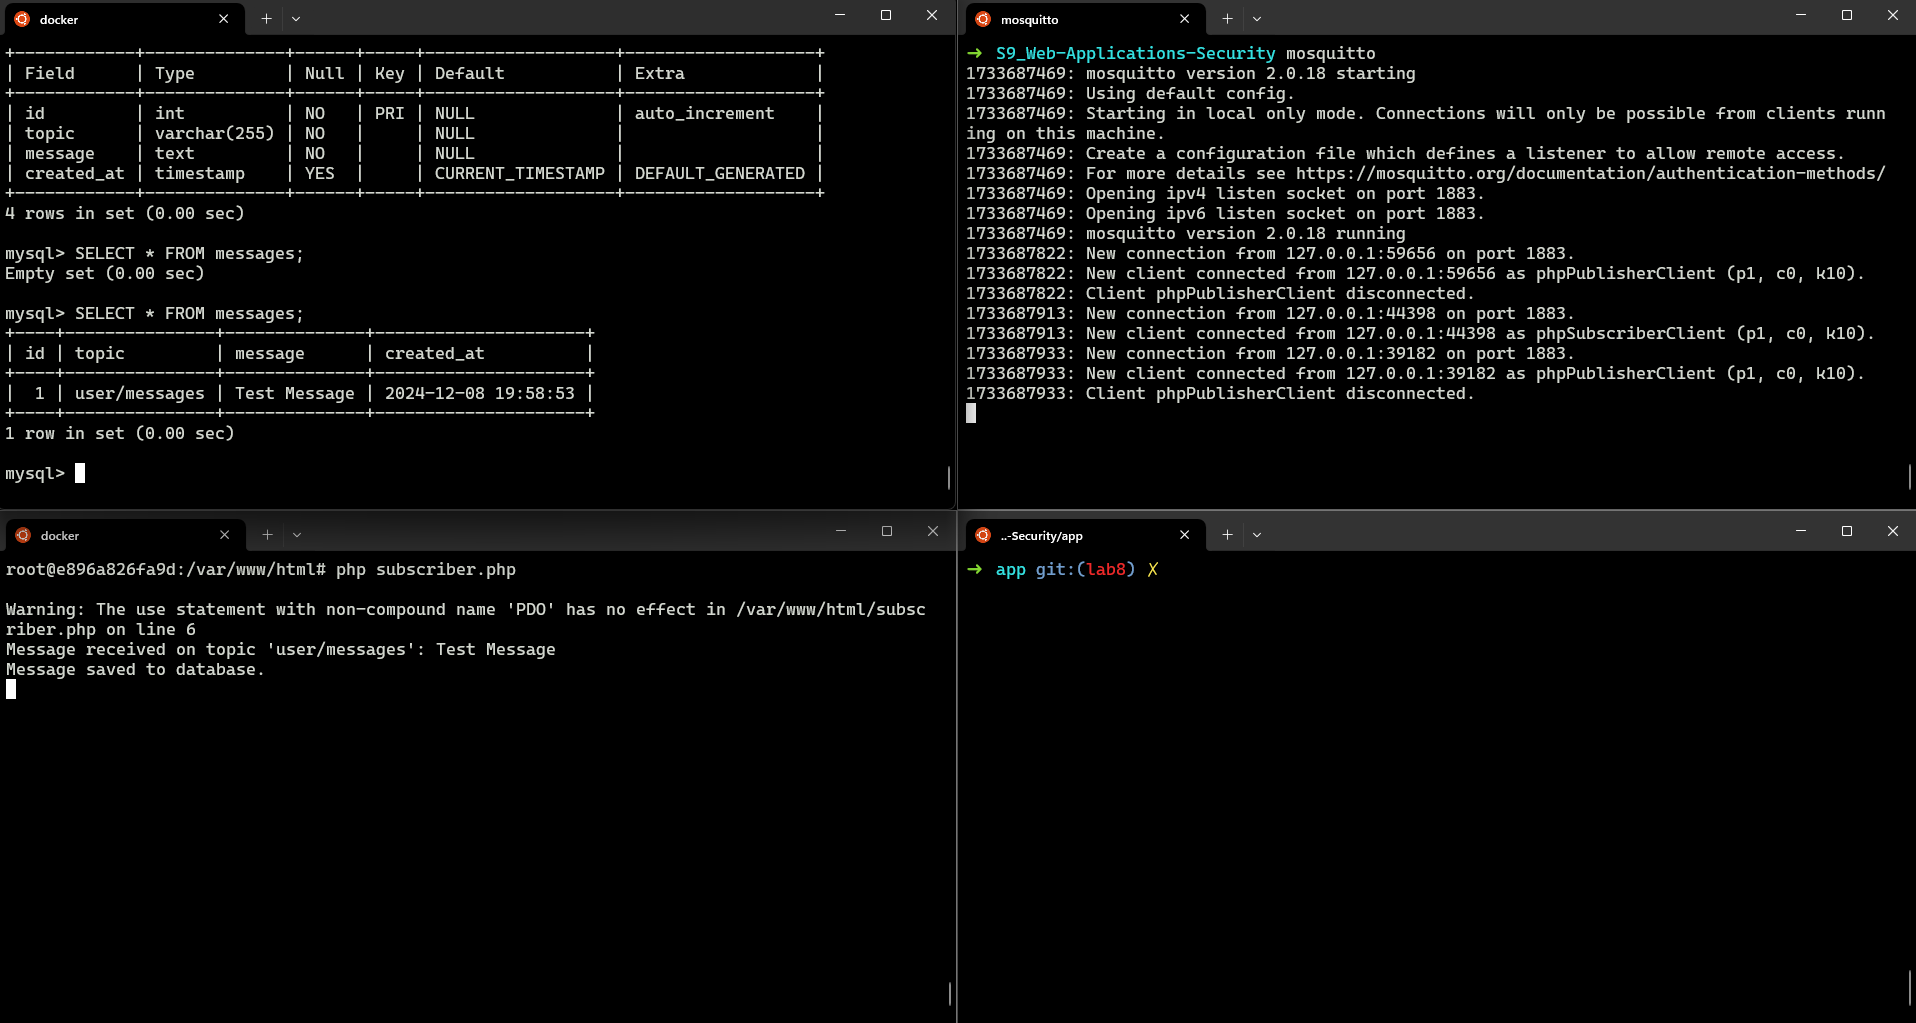 docker
+------------+--------------+------+-----+-------------------+-------------------+
| Field      | Type         | Null | Key | Default           | Extra             |
+------------+--------------+------+-----+-------------------+-------------------+
| id         | int          | NO   | PRI | NULL              | auto_increment    |
| topic      | varchar(255) | NO   |     | NULL              |                   |
| message    | text         | NO   |     | NULL              |                   |
| created_at | timestamp    | YES  |     | CURRENT_TIMESTAMP | DEFAULT_GENERATED |
+------------+--------------+------+-----+-------------------+-------------------+
4 rows in set (0.00 sec)
mysql> SELECT * FROM messages;
Empty set (0.00 sec)
mysql> SELECT * FROM messages;
+----+---------------+--------------+---------------------+
| id | topic         | message      | created_at          |
+----+---------------+--------------+---------------------+
|  1 | user/messages | Test Message | 2024-12-08 19:58:53 |
+----+---------------+--------------+---------------------+
1 row in set (0.00 sec)
mysql>
mosquitto
→ S9_Web-Applications-Security mosquitto
1733687469: mosquitto version 2.0.18 starting
1733687469: Using default config.
1733687469: Starting in local only mode. Connections will only be possible from clients runn
ing on this machine.
1733687469: Create a configuration file which defines a listener to allow remote access.
1733687469: For more details see https://mosquitto.org/documentation/authentication-methods/
1733687469: Opening ipv4 listen socket on port 1883.
1733687469: Opening ipv6 listen socket on port 1883.
1733687469: mosquitto version 2.0.18 running
1733687822: New connection from 127.0.0.1:59656 on port 1883.
1733687822: New client connected from 127.0.0.1:59656 as phpPublisherClient (p1, c0, k10).
1733687822: Client phpPublisherClient disconnected.
1733687913: New connection from 127.0.0.1:44398 on port 1883.
1733687913: New client connected from 127.0.0.1:44398 as phpSubscriberClient (p1, c0, k10).
1733687933: New connection from 127.0.0.1:39182 on port 1883.
1733687933: New client connected from 127.0.0.1:39182 as phpPublisherClient (p1, c0, k10).
1733687933: Client phpPublisherClient disconnected.
docker
root@e896a826fa9d:/var/www/html# php subscriber.php
Warning: The use statement with non-compound name 'PDO' has no effect in /var/www/html/subsc
riber.php on line 6
Message received on topic 'user/messages': Test Message
Message saved to database.
..-Security/app
→ app git:(lab8) ✗